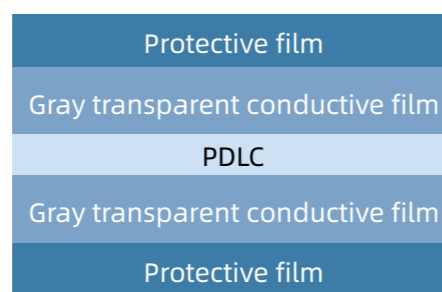 Protective film
Gray transparent conductive film
PDLC
Gray transparent conductive film
Protective film